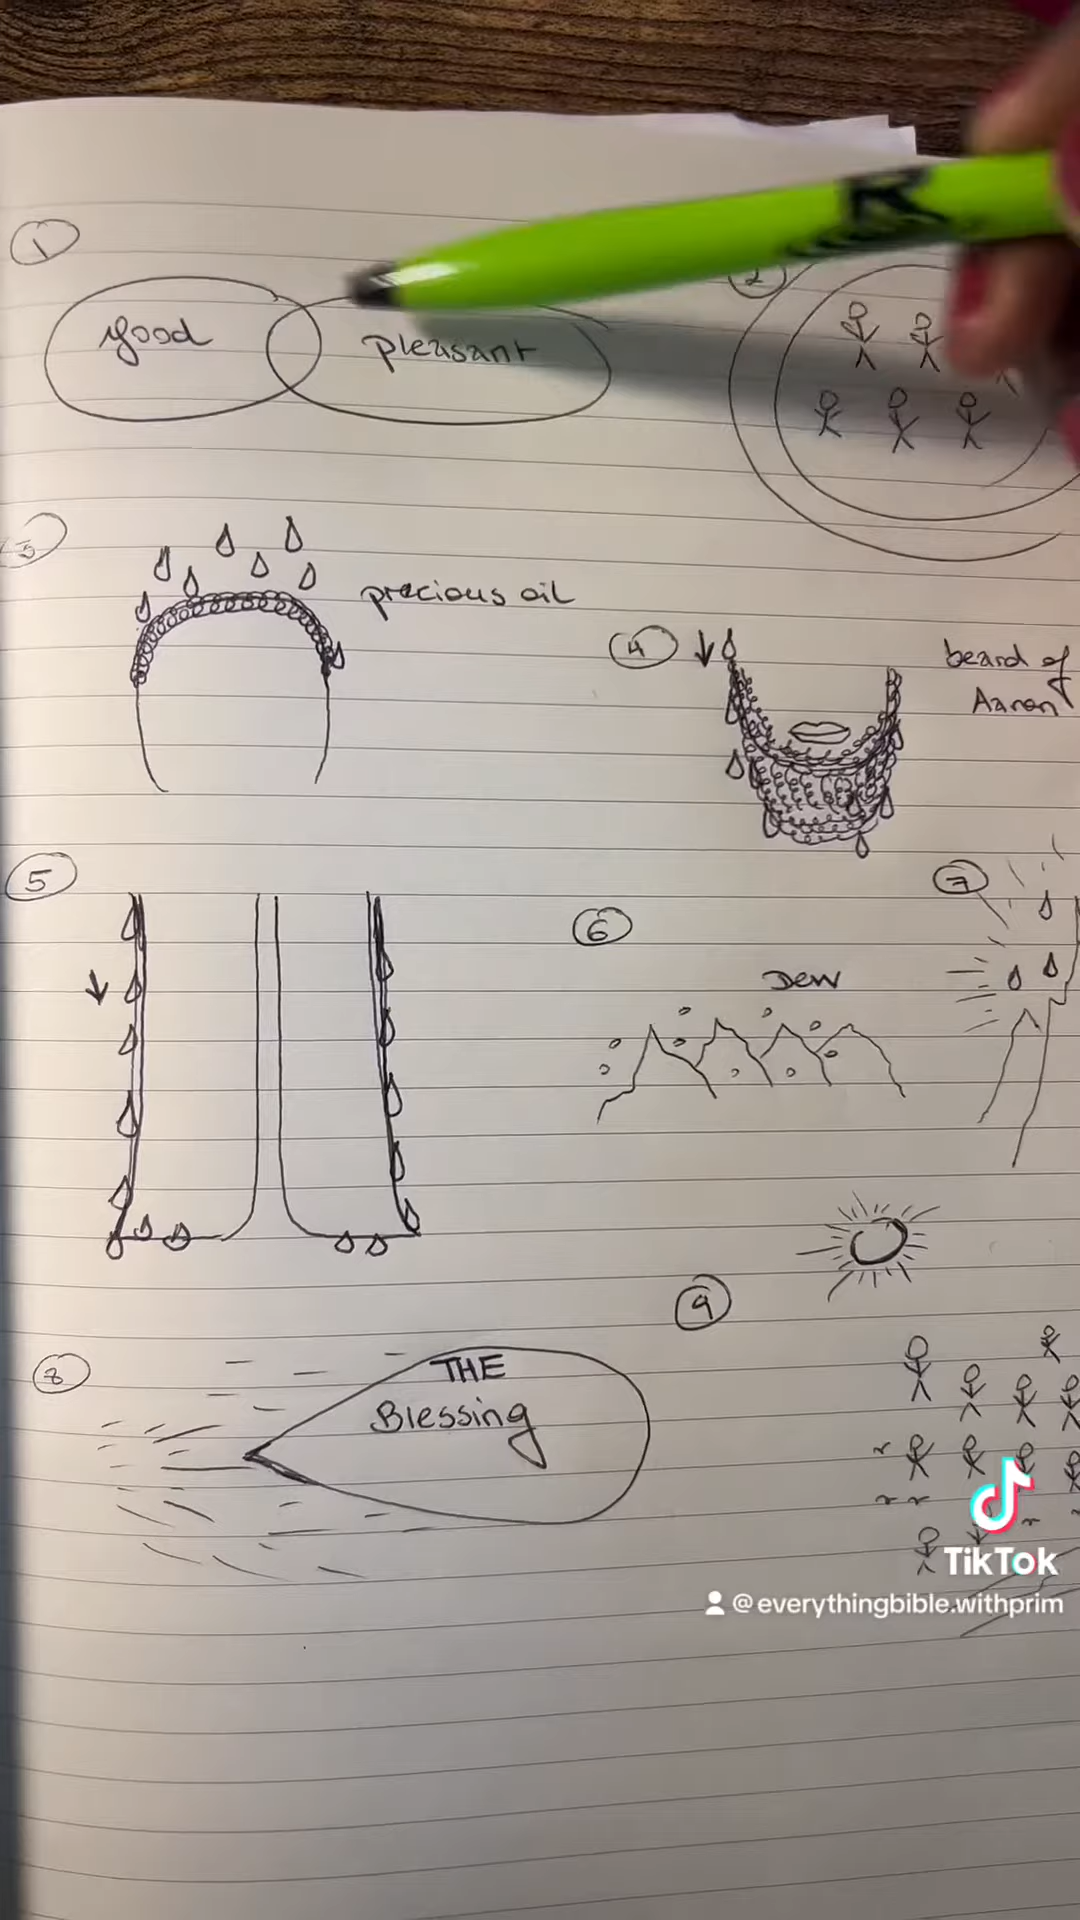 1
good
pleasant
2
3
precious oil
4
beard of
Aaron
5
6
Dew
7
8
THE
Blessing
9
TikTok
@everythingbible.withprim